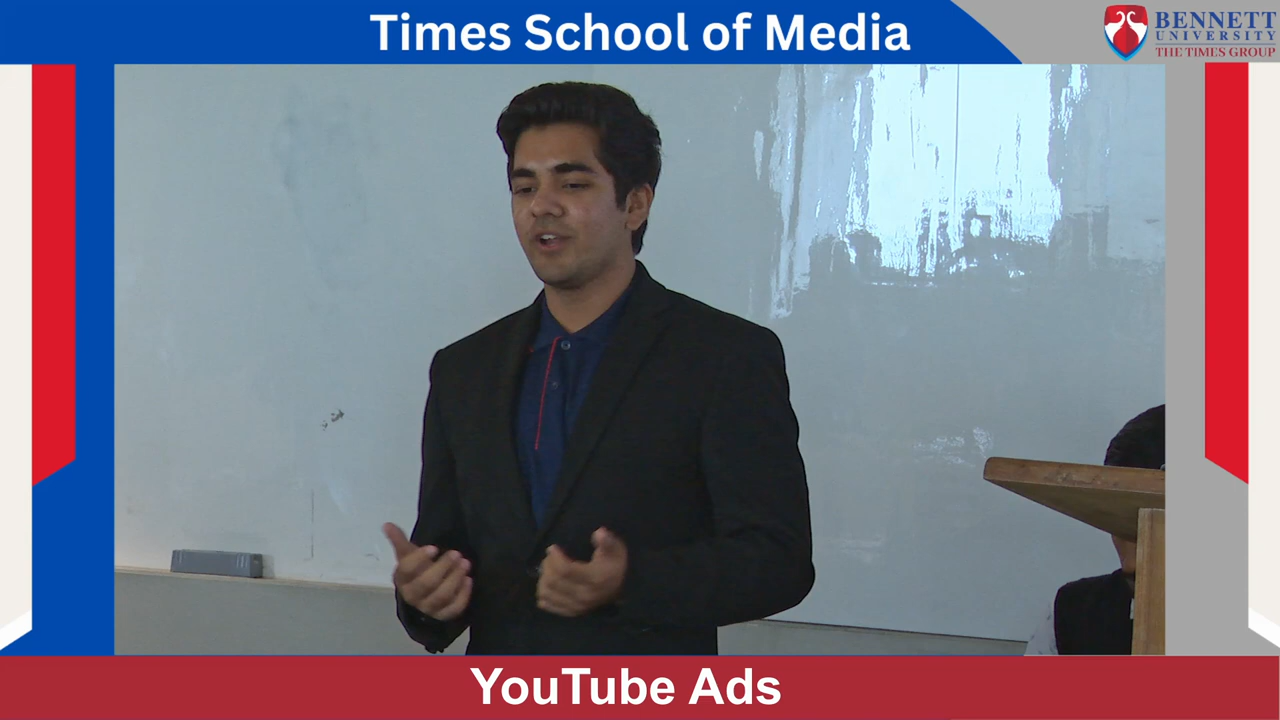 Times School of Media
BENNETT
UNIVERSITY
THE TIMES GROUP
YouTube Ads